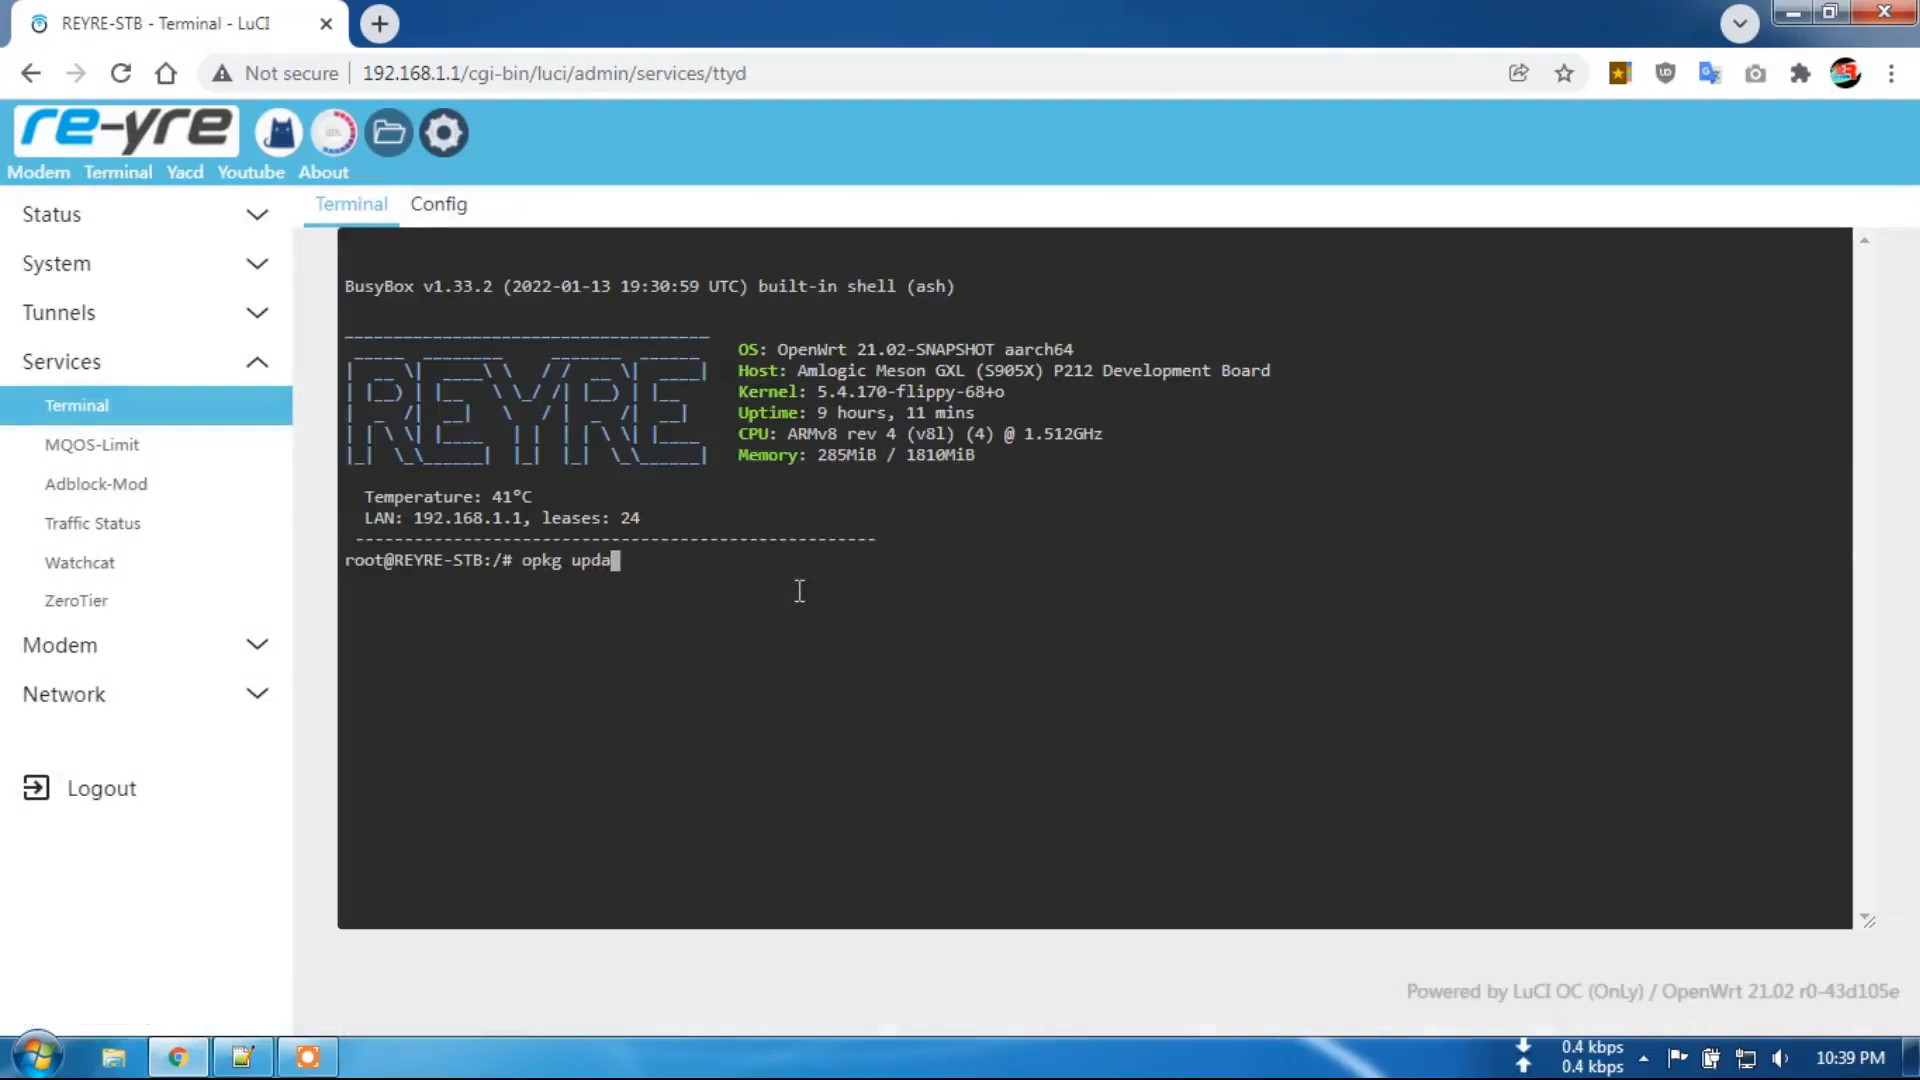 REYRE-STB - Terminal - LuCI
Not secure
192.168.1.1/cgi-bin/luci/admin/services/ttyd
re-yre
Modem Terminal Yacd Youtube About
Status
System
Tunnels
Services
Terminal
MQOS-Limit
Adblock-Mod
Traffic Status
Watchcat
ZeroTier
Modem
Network
Logout
Terminal Config
BusyBox v1.33.2 (2022-01-13 19:30:59 UTC) built-in shell (ash)
REYRE
OS: OpenWrt 21.02-SNAPSHOT aarch64
Host: Amlogic Meson GXL (S905X) P212 Development Board
Kernel: 5.4.170-flippy-68+o
Uptime: 9 hours, 11 mins
CPU: ARMv8 rev 4 (v8l) (4) @ 1.512GHz
Memory: 285MiB / 1810MiB
Temperature: 41°C
LAN: 192.168.1.1, leases: 24
-----------------------------------------------------
root@REYRE-STB:/# opkg upda
Powered by LuCI OC (OnLy) / OpenWrt 21.02 r0-43d105e
0.4 kbps
0.4 kbps
10:39 PM